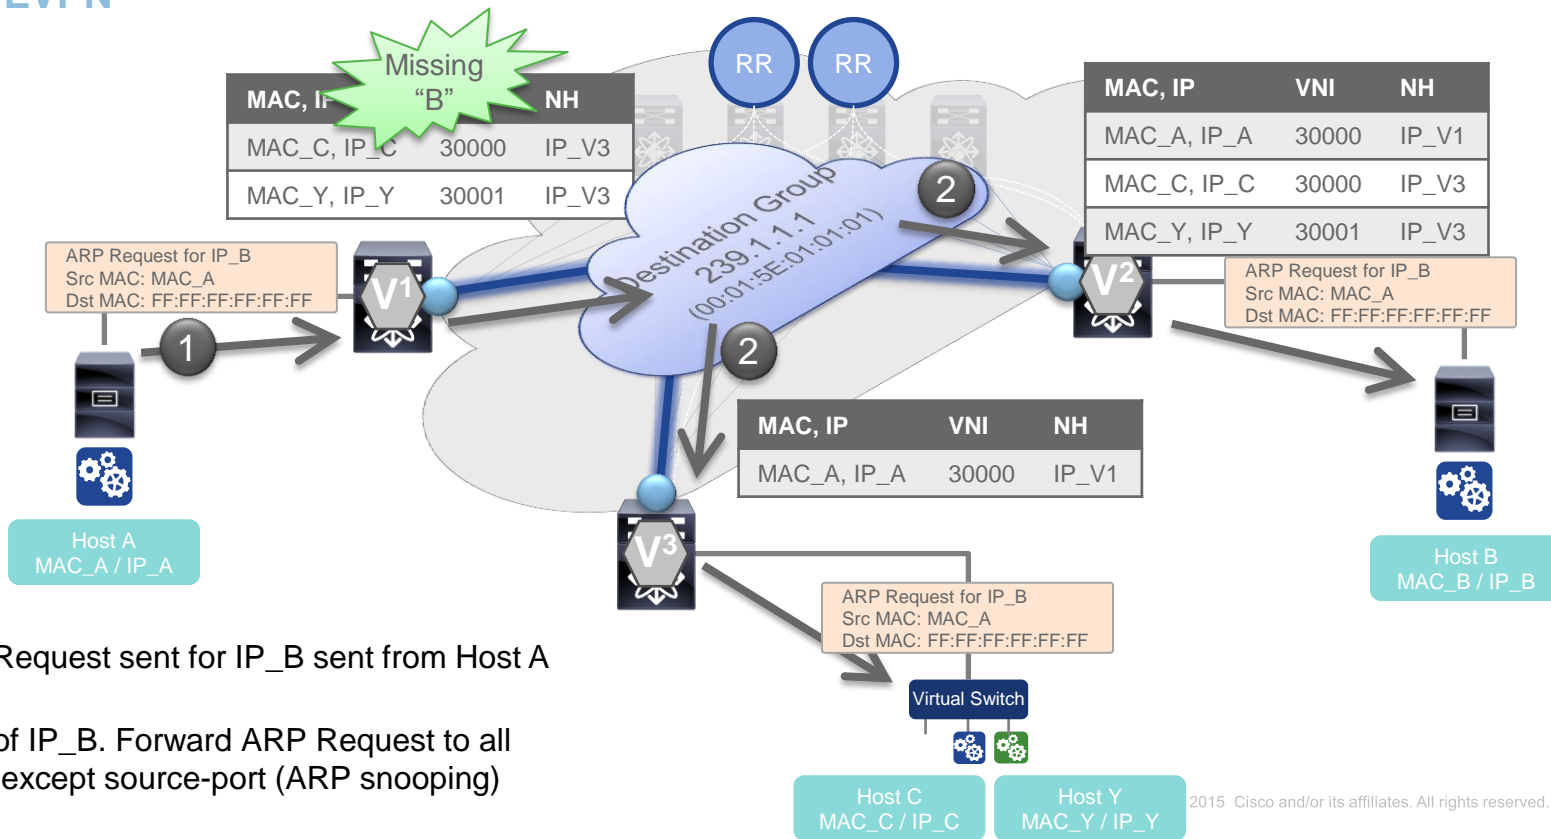 EVPN
Missing
"B"
RR
RR
MAC, IP
NH
MAC_C, IP_C 30000 IP_V3
MAC_Y, IP_Y 30001 IP_V3
MAC, IP VNI NH
MAC_A, IP_A 30000 IP_V1
MAC_C, IP_C 30000 IP_V3
MAC_Y, IP_Y 30001 IP_V3
Destination Group
239.1.1.1
(00:01:5E:01:01:01)
2
2
1
ARP Request for IP_B
Src MAC: MAC_A
Dst MAC: FF:FF:FF:FF:FF:FF
V1
V2
ARP Request for IP_B
Src MAC: MAC_A
Dst MAC: FF:FF:FF:FF:FF:FF
MAC, IP VNI NH
MAC_A, IP_A 30000 IP_V1
Host A
MAC_A / IP_A
V3
Host B
MAC_B / IP_B
ARP Request for IP_B
Src MAC: MAC_A
Dst MAC: FF:FF:FF:FF:FF:FF
Virtual Switch
Request sent for IP_B sent from Host A
of IP_B. Forward ARP Request to all
except source-port (ARP snooping)
Host C
MAC_C / IP_C
Host Y
MAC_Y / IP_Y
2015 Cisco and/or its affiliates. All rights reserved.